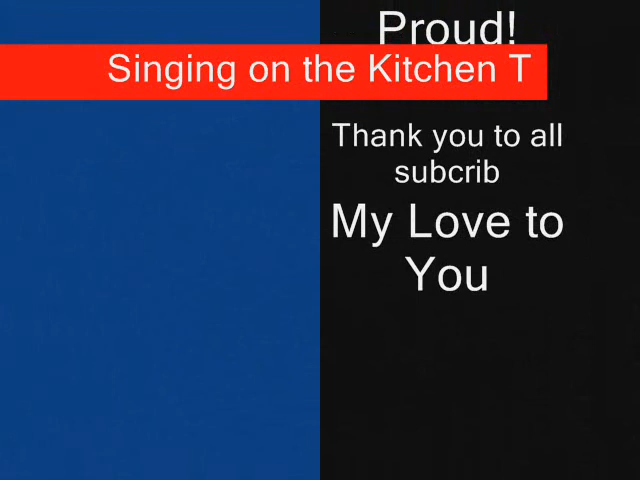 Proud!
Singing on the Kitchen T
Thank you to all
subcrib
My Love to
You